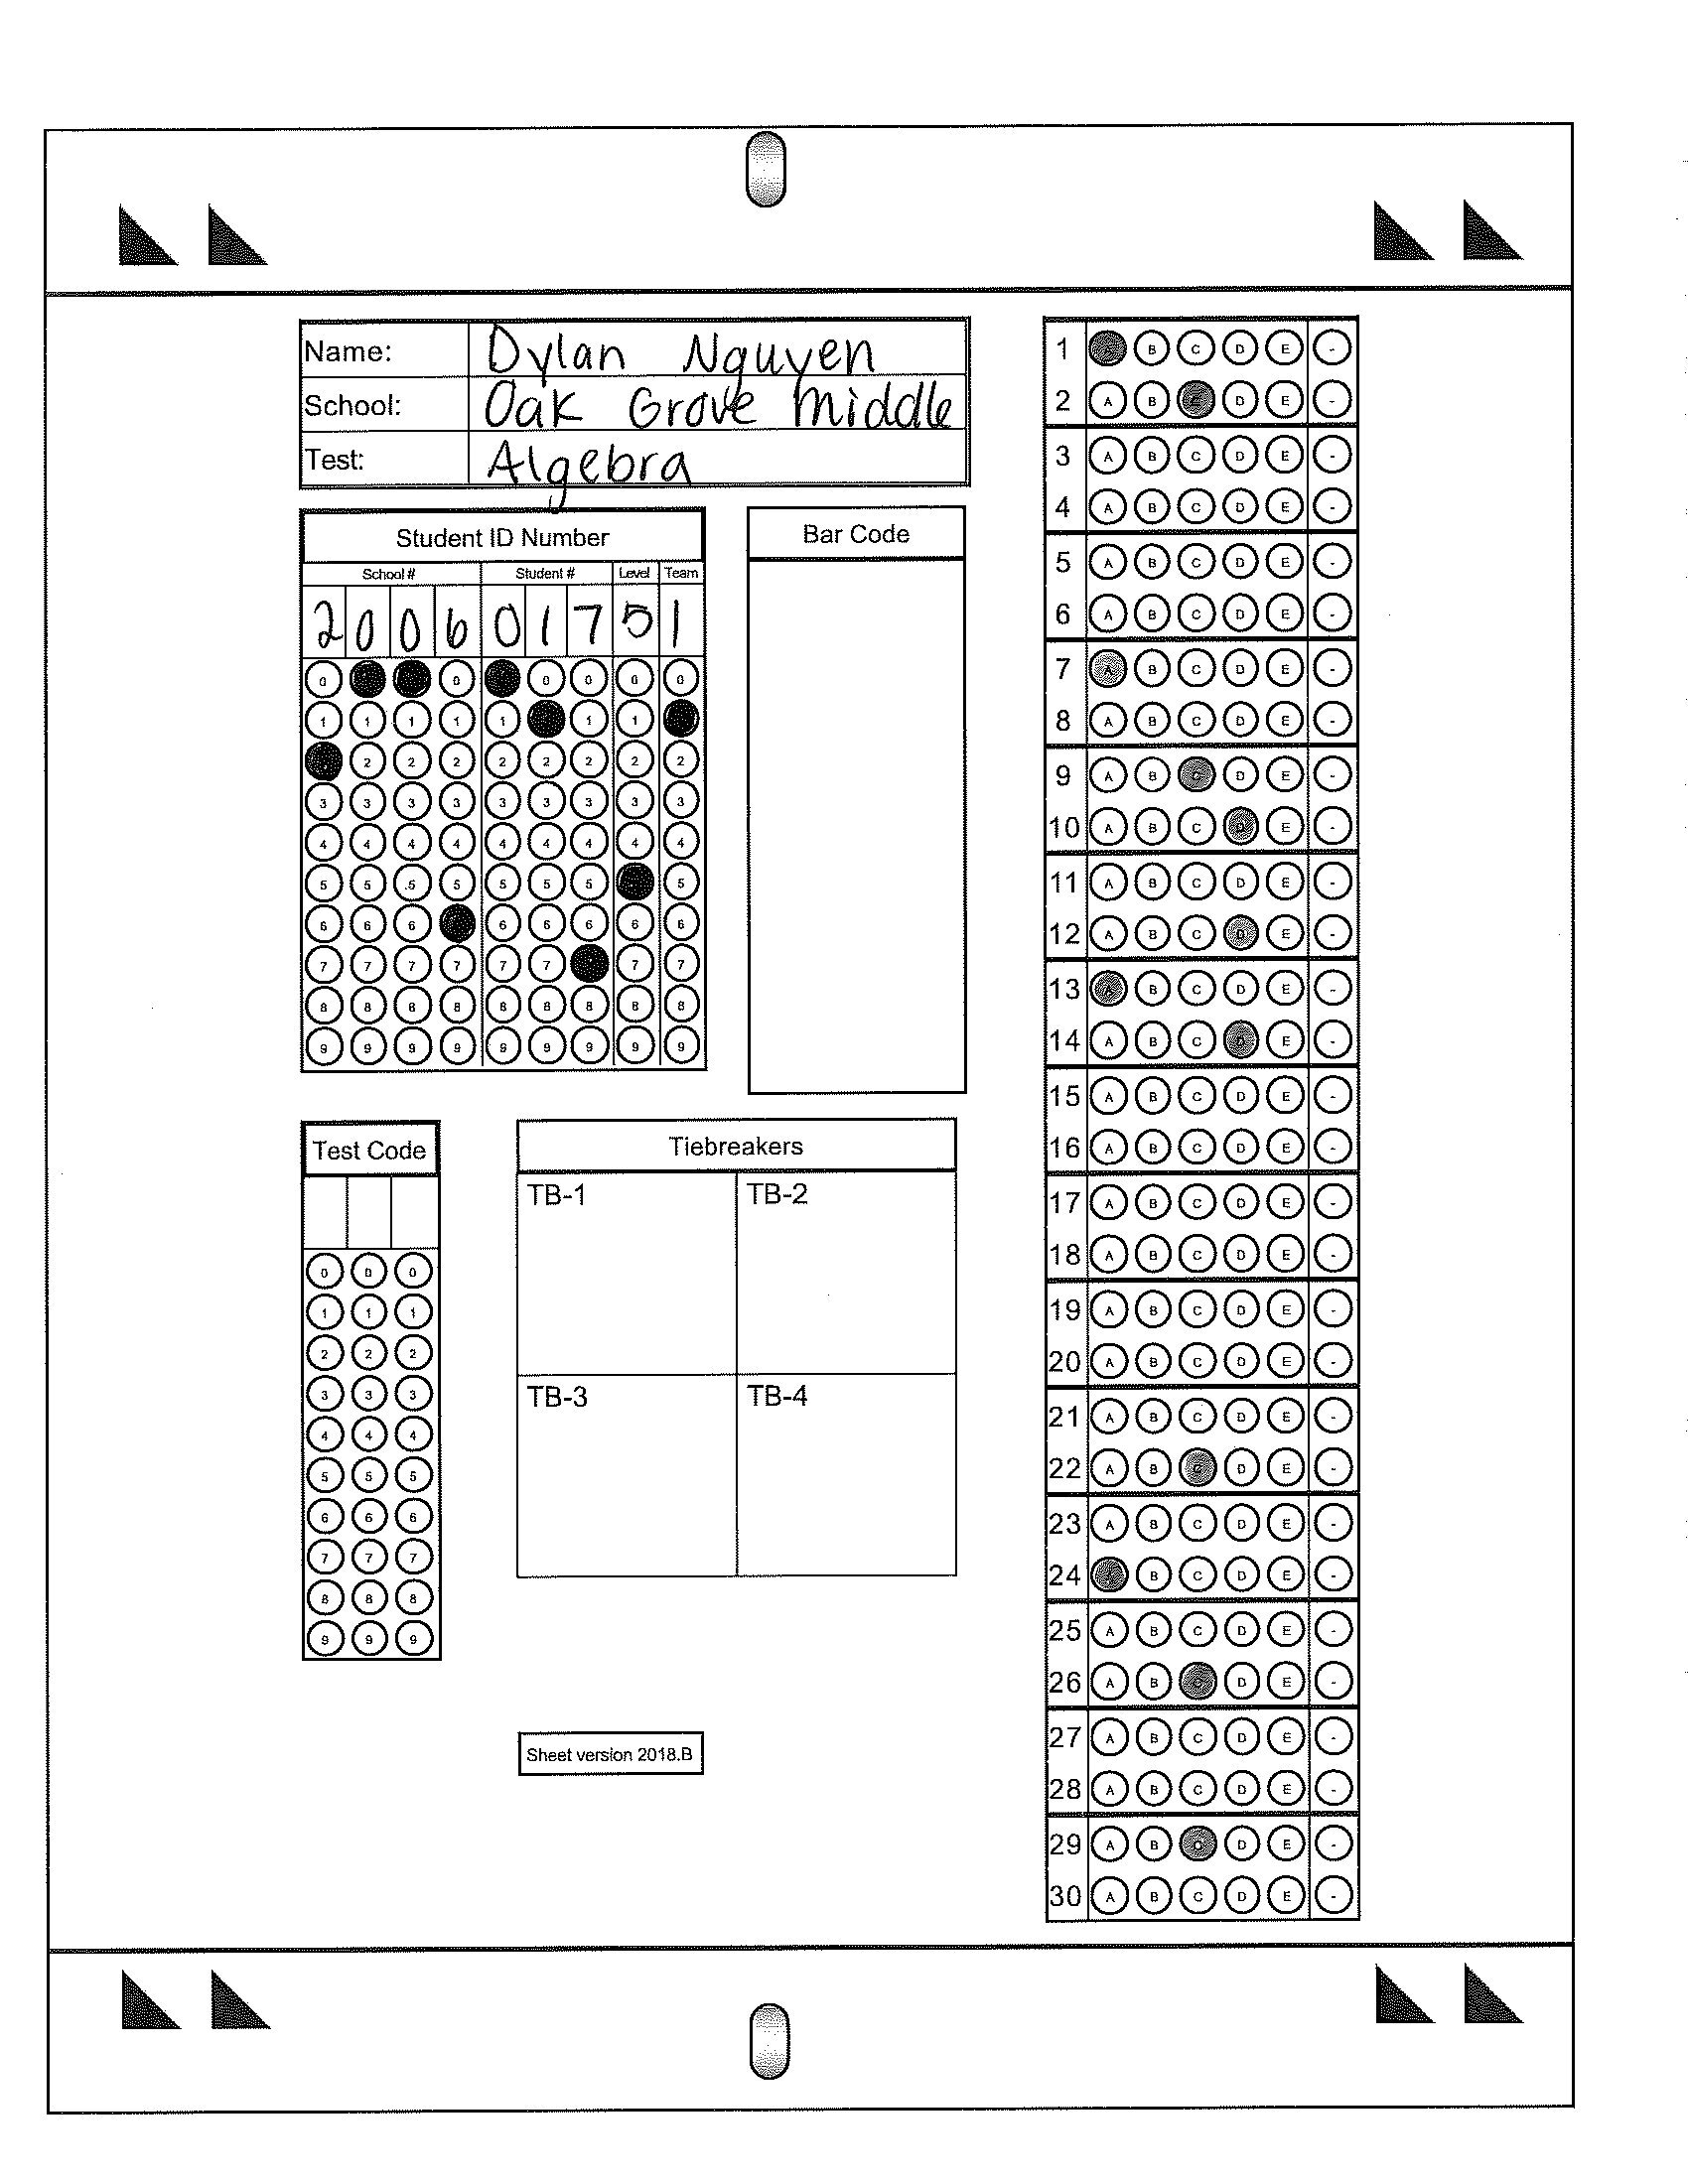 Name: Dylan Nguyen
School: Oak Grove Middle
Test: Algebra
Student ID Number
School # Student # Level Team
2 0 0 6 0 1 7 5 1
0 0 0 0 0 0
1 1 1 1 1 1 1
2 2 2 2 2 2 2 2
3 3 3 3 3 3 3 3 3
4 4 4 4 4 4 4 4 4
5 5 5 5 5 5 5 5
6 6 6 6 6 6 6 6
7 7 7 7 7 7 7 7
8 8 8 8 8 8 8 8 8
9 9 9 9 9 9 9 9 9
Bar Code
Test Code
0 0 0
1 1 1
2 2 2
3 3 3
4 4 4
5 5 5
6 6 6
7 7 7
8 8 8
9 9 9
Tiebreakers
TB-1 TB-2
TB-3 TB-4
Sheet version 2018.B
1 A B C D E -
2 A B C D E -
3 A B C D E -
4 A B C D E -
5 A B C D E -
6 A B C D E -
7 A B C D E -
8 A B C D E -
9 A B C D E -
10 A B C D E -
11 A B C D E -
12 A B C D E -
13 A B C D E -
14 A B C D E -
15 A B C D E -
16 A B C D E -
17 A B C D E -
18 A B C D E -
19 A B C D E -
20 A B C D E -
21 A B C D E -
22 A B C D E -
23 A B C D E -
24 A B C D E -
25 A B C D E -
26 A B C D E -
27 A B C D E -
28 A B C D E -
29 A B C D E -
30 A B C D E -